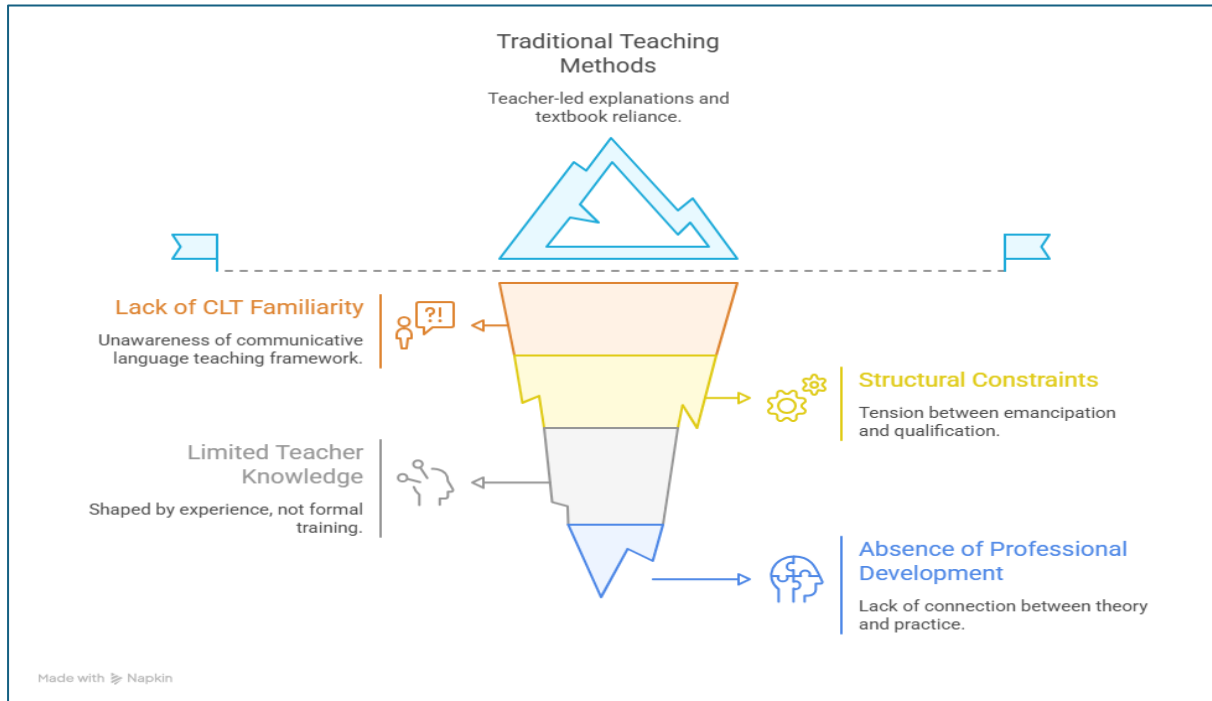 Traditional Teaching
Methods
Teacher-led explanations and
textbook reliance.
Lack of CLT Familiarity
Unawareness of communicative
language teaching framework.
?!
Structural Constraints
Tension between emancipation
and qualification.
Limited Teacher
Knowledge
Shaped by experience, not formal
training.
Absence of Professional
Development
Lack of connection between theory
and practice.
Made with Napkin